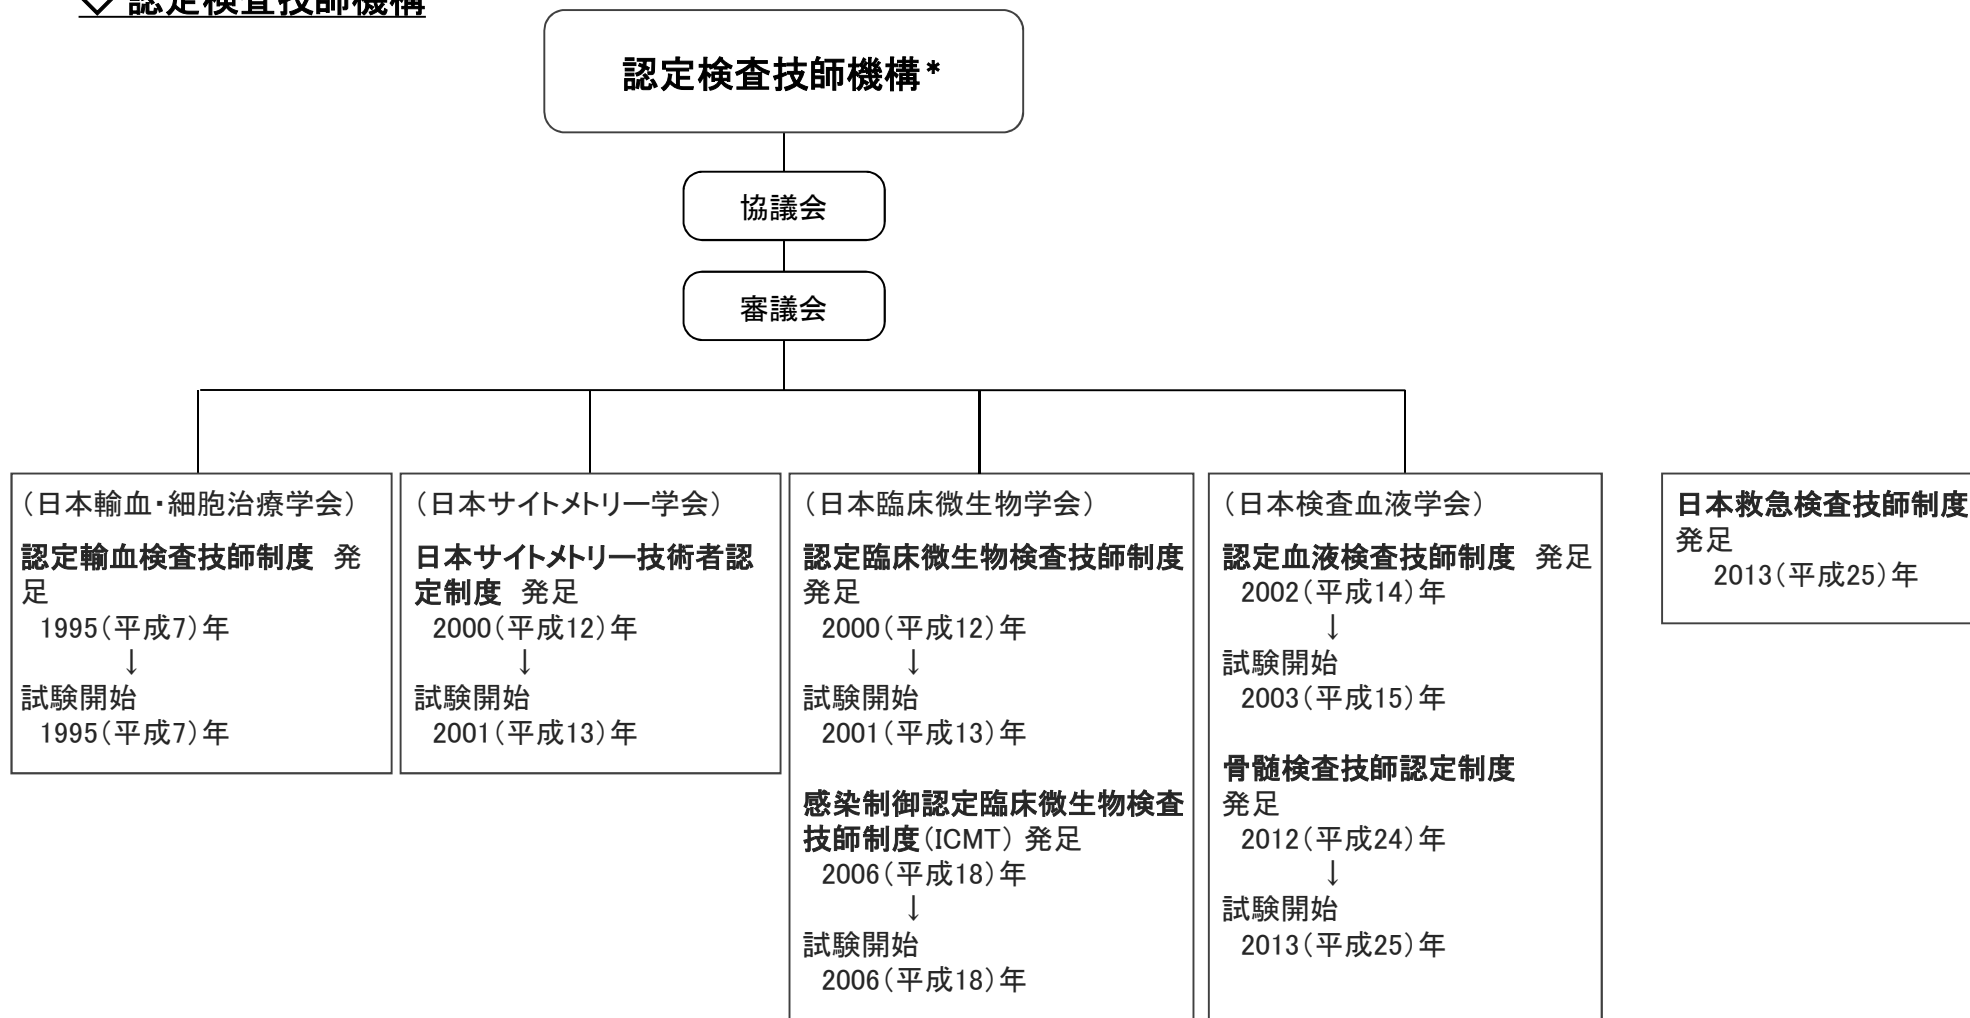 ◇ 認定検査技師機構
認定検査技師機構*
協議会
審議会
（日本輸血・細胞治療学会）
認定輸血検査技師制度　発
足
1995（平成7）年
↓
試験開始
1995（平成7）年
（日本サイトメトリー学会）
日本サイトメトリー技術者認
定制度　発足
2000（平成12）年
↓
試験開始
2001（平成13）年
（日本臨床微生物学会）
認定臨床微生物検査技師制度
発足
2000（平成12）年
↓
試験開始
2001（平成13）年
感染制御認定臨床微生物検査
技師制度（ICMT） 発足
2006（平成18）年
↓
試験開始
2006（平成18）年
（日本検査血液学会）
認定血液検査技師制度　発足
2002（平成14）年
↓
試験開始
2003（平成15）年
骨髄検査技師認定制度
発足
2012（平成24）年
↓
試験開始
2013（平成25）年
日本救急検査技師制度
発足
2013（平成25）年